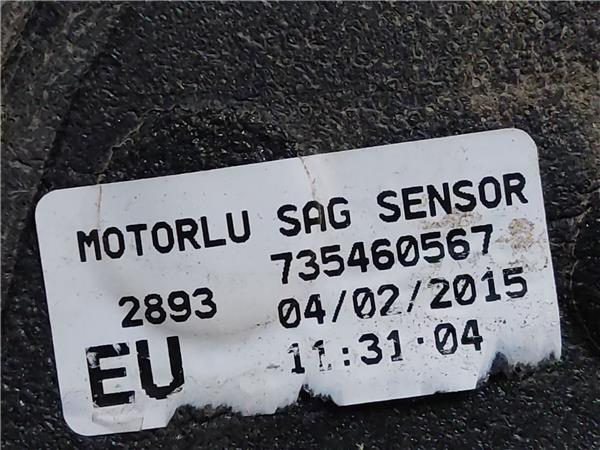 MOTORLU SAG SENSOR
735460567
2893 04/02/2015
EU 11:31:04